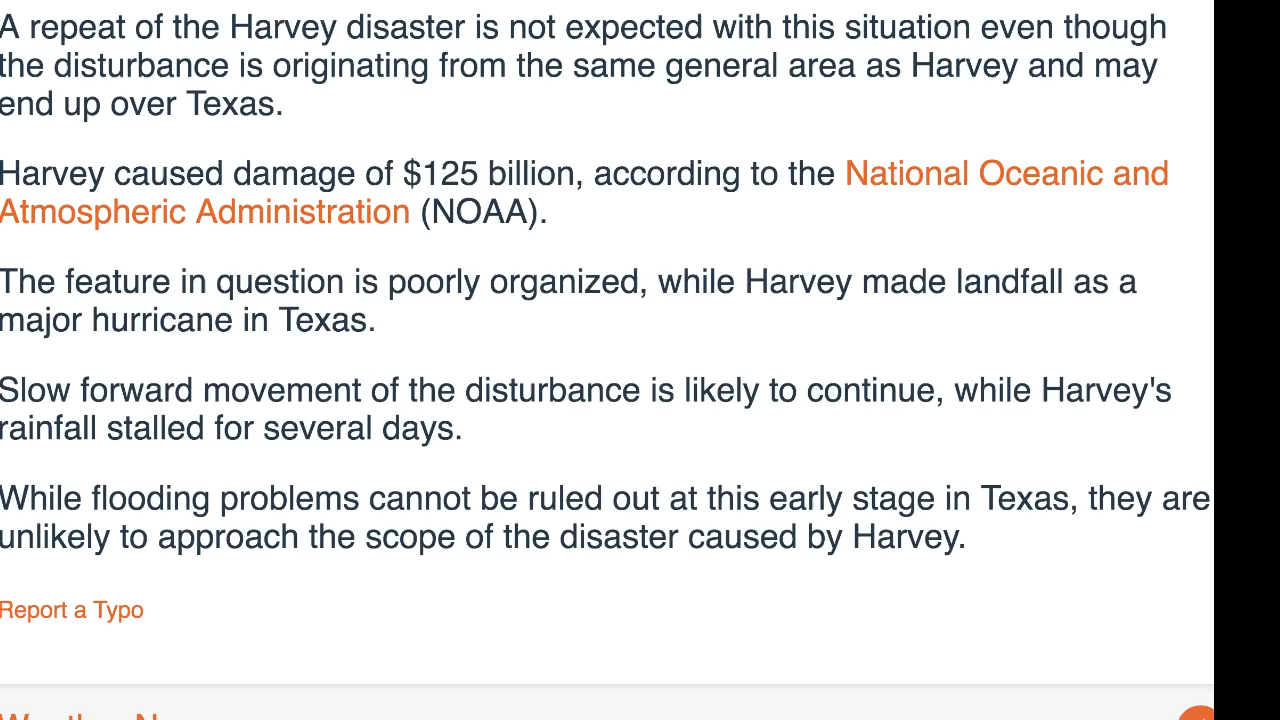 A repeat of the Harvey disaster is not expected with this situation even though
the disturbance is originating from the same general area as Harvey and may
end up over Texas.
Harvey caused damage of $125 billion, according to the National Oceanic and
Atmospheric Administration (NOAA).
The feature in question is poorly organized, while Harvey made landfall as a
major hurricane in Texas.
Slow forward movement of the disturbance is likely to continue, while Harvey's
rainfall stalled for several days.
While flooding problems cannot be ruled out at this early stage in Texas, they are
unlikely to approach the scope of the disaster caused by Harvey.
Report a Typo